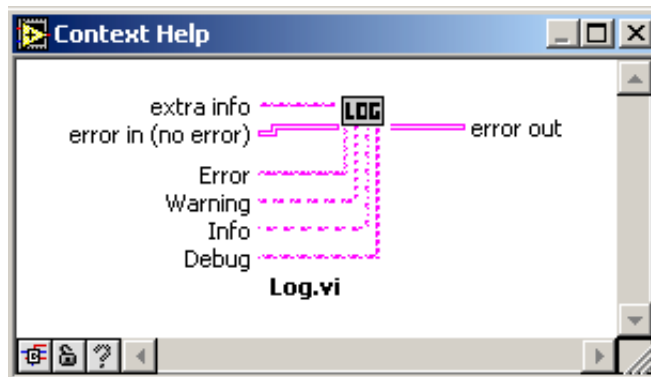 Context Help
extra info
LOG
error in (no error)
error out
Error
Warning
Info
Debug
Log.vi
?